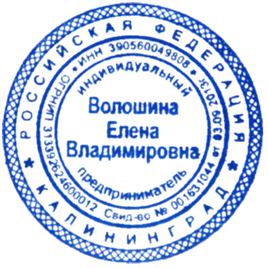 РОССИЙСКАЯ ФЕДЕРАЦИЯ
* КАЛИНИНГРАД *
ИНН 390560049808 *
Свид-во № 001631044 от 03.09.2013г.
ОГРНИП 313392624600012
индивидуальный
Волошина
Елена
Владимировна
предприниматель